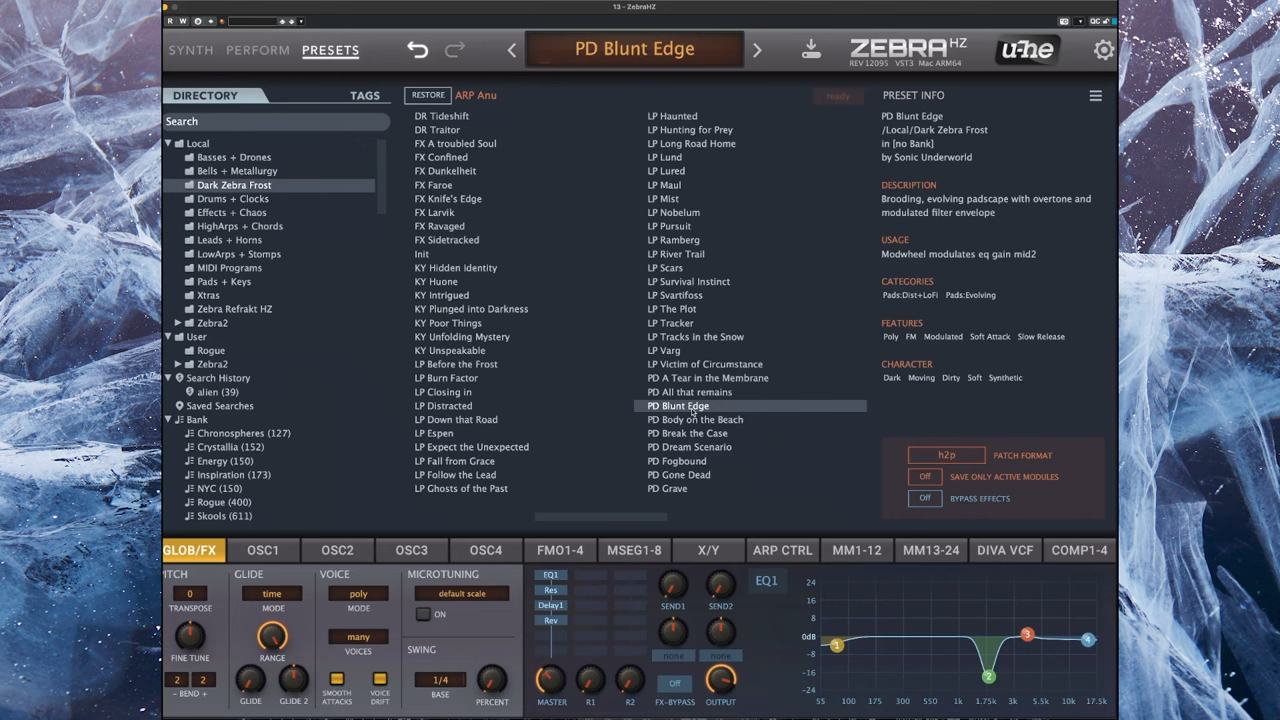 13 - ZebraHZ
R W
QC
SYNTH PERFORM PRESETS
PD Blunt Edge
ZEBRA HZ
REV 12095 VST3 Mac ARM64
u-he
DIRECTORY TAGS
RESTORE ARP Anu
ready
PRESET INFO
Search
Local
Basses + Drones
Bells + Metallurgy
Dark Zebra Frost
Drums + Clocks
Effects + Chaos
HighArps + Chords
Leads + Horns
LowArps + Stomps
MIDI Programs
Pads + Keys
Xtras
Zebra Refrakt HZ
Zebra2
User
Rogue
Zebra2
Search History
alien (39)
Saved Searches
Bank
Chronospheres (127)
Crystallia (152)
Energy (150)
Inspiration (173)
NYC (150)
Rogue (400)
Skools (611)
DR Tideshift
DR Traitor
FX A troubled Soul
FX Confined
FX Dunkelheit
FX Faroe
FX Knife's Edge
FX Larvik
FX Ravaged
FX Sidetracked
Init
KY Hidden Identity
KY Huone
KY Intrigued
KY Plunged into Darkness
KY Poor Things
KY Unfolding Mystery
KY Unspeakable
LP Before the Frost
LP Burn Factor
LP Closing in
LP Distracted
LP Down that Road
LP Espen
LP Expect the Unexpected
LP Fall from Grace
LP Follow the Lead
LP Ghosts of the Past
LP Haunted
LP Hunting for Prey
LP Long Road Home
LP Lund
LP Lured
LP Maul
LP Mist
LP Nobelum
LP Pursuit
LP Ramberg
LP River Trail
LP Scars
LP Survival Instinct
LP Svartifoss
LP The Plot
LP Tracker
LP Tracks in the Snow
LP Varg
LP Victim of Circumstance
PD A Tear in the Membrane
PD All that remains
PD Blunt Edge
PD Body on the Beach
PD Break the Case
PD Dream Scenario
PD Fogbound
PD Gone Dead
PD Grave
PD Blunt Edge
/Local/Dark Zebra Frost
in [no Bank]
by Sonic Underworld
DESCRIPTION
Brooding, evolving padscape with overtone and
modulated filter envelope
USAGE
Modwheel modulates eq gain mid2
CATEGORIES
Pads:Dist+LoFi Pads:Evolving
FEATURES
Poly FM Modulated Soft Attack Slow Release
CHARACTER
Dark Moving Dirty Soft Synthetic
h2p PATCH FORMAT
Off SAVE ONLY ACTIVE MODULES
Off BYPASS EFFECTS
GLOB/FX OSC1 OSC2 OSC3 OSC4 FMO1-4 MSEG1-8 X/Y ARP CTRL MM1-12 MM13-24 DIVA VCF COMP1-4
PITCH
0
TRANSPOSE
FINE TUNE
2 2
- BEND +
GLIDE
time
MODE
RANGE
GLIDE GLIDE 2
VOICE
poly
MODE
many
VOICES
SMOOTH ATTACKS
VOICE DRIFT
MICROTUNING
default scale
ON
SWING
1/4
BASE PERCENT
EQ1
Res
Delay1
Rev
SEND1 SEND2
none none
Off
MASTER R1 R2 FX-BYPASS OUTPUT
EQ1
24
16
8
0dB
-8
-16
-24
1 2 3 4
55 100 175 300 560 1k 1.75k 3k 5.5k 10k 17.5k